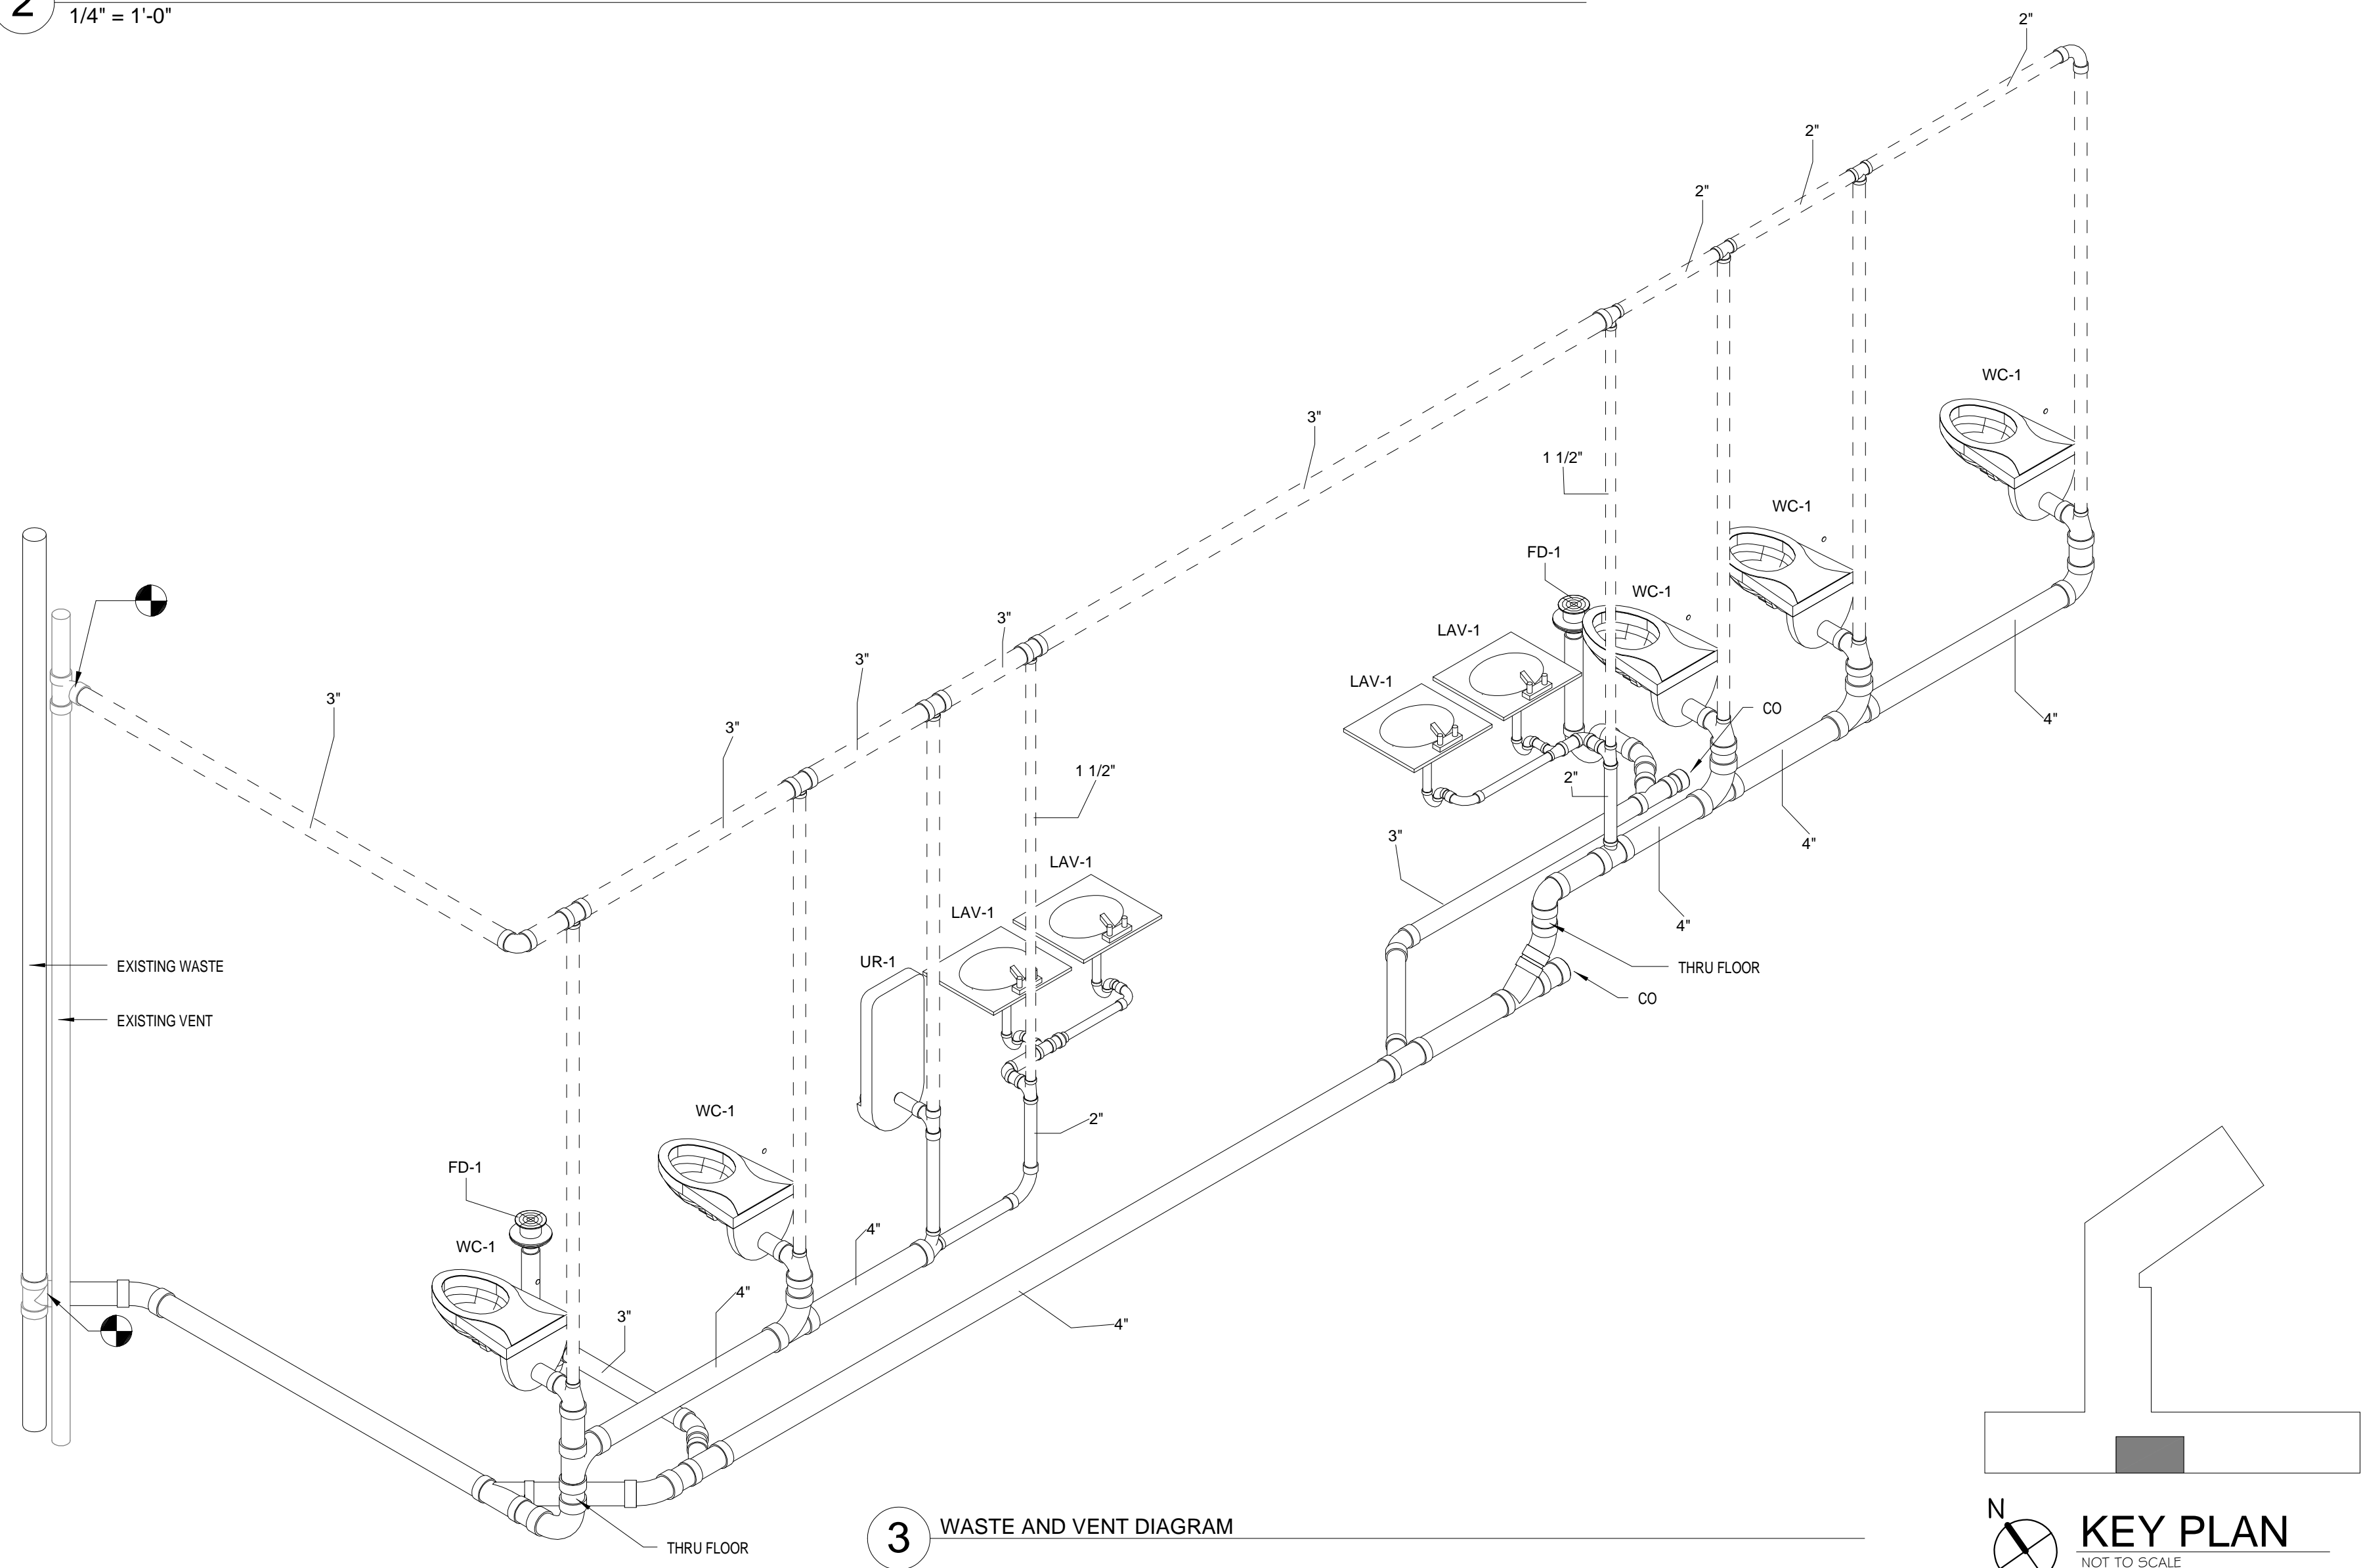 2
1/4" = 1'-0"
2"
2"
2"
WC-1
3"
1 1/2"
WC-1
FD-1
WC-1
3"
LAV-1
3"
LAV-1
3"
CO
4"
3"
1 1/2"
2"
3"
4"
LAV-1
LAV-1
4"
UR-1
EXISTING WASTE
THRU FLOOR
CO
EXISTING VENT
WC-1
2"
FD-1
4"
WC-1
4"
3"
4"
THRU FLOOR
3
WASTE AND VENT DIAGRAM
N
KEY PLAN
NOT TO SCALE